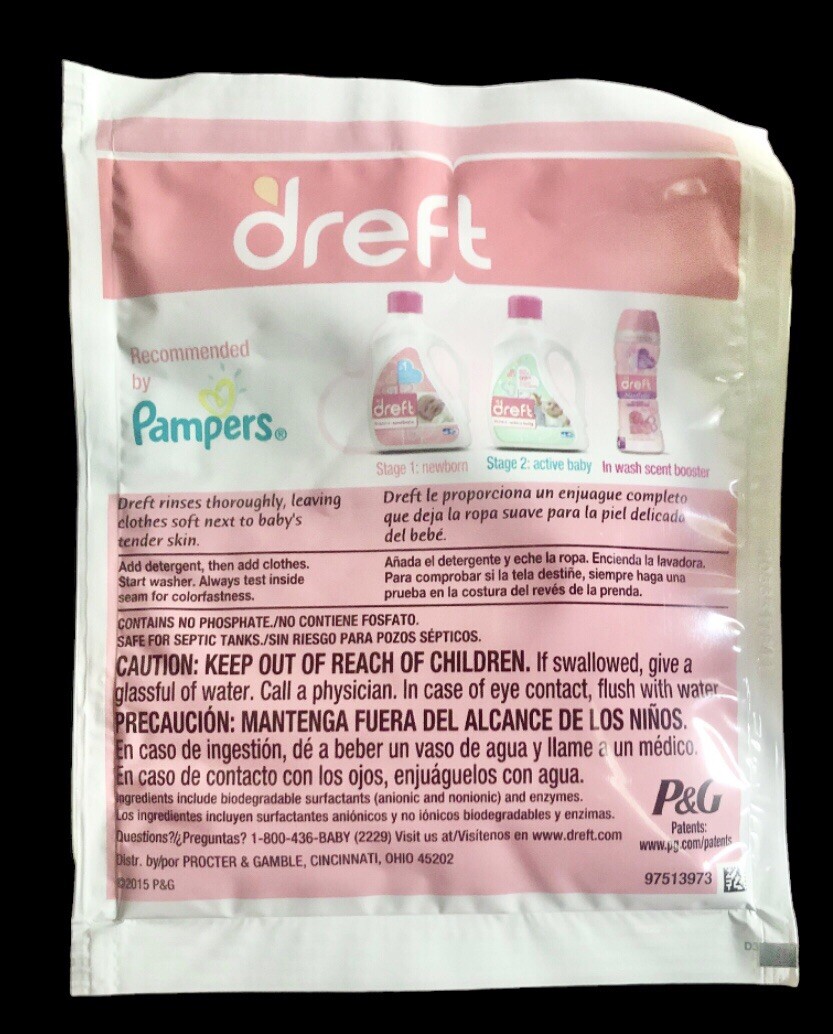 dreft
Recommended
by
Pampers®
dreft
dreft
dreft
Stage 1: newborn
Stage 2: active baby
In wash scent booster
Dreft rinses thoroughly, leaving
clothes soft next to baby's
tender skin.
Dreft le proporciona un enjuague completo
que deja la ropa suave para la piel delicada
del bebé.
Add detergent, then add clothes.
Start washer. Always test inside
seam for colorfastness.
Añada el detergente y eche la ropa. Encienda la lavadora.
Para comprobar si la tela destiñe, siempre haga una
prueba en la costura del revés de la prenda.
CONTAINS NO PHOSPHATE./NO CONTIENE FOSFATO.
SAFE FOR SEPTIC TANKS./SIN RIESGO PARA POZOS SÉPTICOS.
CAUTION: KEEP OUT OF REACH OF CHILDREN. If swallowed, give a
glassful of water. Call a physician. In case of eye contact, flush with water
PRECAUCIÓN: MANTENGA FUERA DEL ALCANCE DE LOS NIÑOS.
En caso de ingestión, dé a beber un vaso de agua y llame a un médico.
En caso de contacto con los ojos, enjuáguelos con agua.
Ingredients include biodegradable surfactants (anionic and nonionic) and enzymes.
Los ingredientes incluyen surfactantes aniónicos y no iónicos biodegradables y enzimas.
Questions?/¿Preguntas? 1-800-436-BABY (2229) Visit us at/Visítenos en www.dreft.com
Distr. by/por PROCTER & GAMBLE, CINCINNATI, OHIO 45202
©2015 P&G
P&G
Patents:
www.pg.com/patents
97513973